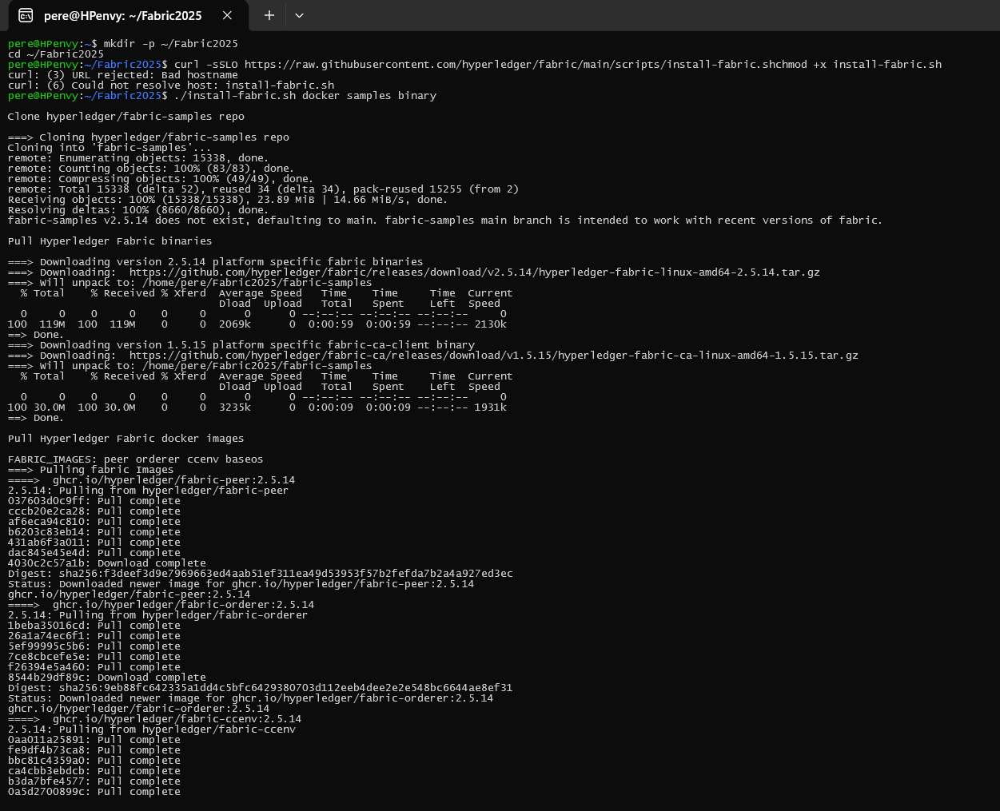 pere@HPenvy: ~/Fabric2025
pere@HPenvy:~$ mkdir -p ~/Fabric2025
cd ~/Fabric2025
pere@HPenvy:~/Fabric2025$ curl -sSLO https://raw.githubusercontent.com/hyperledger/fabric/main/scripts/install-fabric.shchmod +x install-fabric.sh
curl: (3) URL rejected: Bad hostname
curl: (6) Could not resolve host: install-fabric.sh
pere@HPenvy:~/Fabric2025$ ./install-fabric.sh docker samples binary
Clone hyperledger/fabric-samples repo
===> Cloning hyperledger/fabric-samples repo
Cloning into 'fabric-samples'...
remote: Enumerating objects: 15338, done.
remote: Counting objects: 100% (83/83), done.
remote: Compressing objects: 100% (49/49), done.
remote: Total 15338 (delta 52), reused 34 (delta 34), pack-reused 15255 (from 2)
Receiving objects: 100% (15338/15338), 23.89 MiB | 14.66 MiB/s, done.
Resolving deltas: 100% (8660/8660), done.
fabric-samples v2.5.14 does not exist, defaulting to main. fabric-samples main branch is intended to work with recent versions of fabric.
Pull Hyperledger Fabric binaries
===> Downloading version 2.5.14 platform specific fabric binaries
===> Downloading:  https://github.com/hyperledger/fabric/releases/download/v2.5.14/hyperledger-fabric-linux-amd64-2.5.14.tar.gz
===> Will unpack to: /home/pere/Fabric2025/fabric-samples
  % Total    % Received % Xferd  Average Speed   Time    Time     Time  Current
                                 Dload  Upload   Total   Spent    Left  Speed
  0     0    0     0    0     0      0      0 --:--:-- --:--:-- --:--:--     0
100  119M  100  119M    0     0  2069k      0  0:00:59  0:00:59 --:--:-- 2130k
==> Done.
===> Downloading version 1.5.15 platform specific fabric-ca-client binary
===> Downloading:  https://github.com/hyperledger/fabric-ca/releases/download/v1.5.15/hyperledger-fabric-ca-linux-amd64-1.5.15.tar.gz
===> Will unpack to: /home/pere/Fabric2025/fabric-samples
  % Total    % Received % Xferd  Average Speed   Time    Time     Time  Current
                                 Dload  Upload   Total   Spent    Left  Speed
  0     0    0     0    0     0      0      0 --:--:-- --:--:-- --:--:--     0
100 30.0M  100 30.0M    0     0  3235k      0  0:00:09  0:00:09 --:--:-- 1931k
==> Done.
Pull Hyperledger Fabric docker images
FABRIC_IMAGES: peer orderer ccenv baseos
===> Pulling fabric Images
====>  ghcr.io/hyperledger/fabric-peer:2.5.14
2.5.14: Pulling from hyperledger/fabric-peer
037603d0c9ff: Pull complete
cccb20e2ca28: Pull complete
af6eca94c810: Pull complete
b6203c83eb14: Pull complete
431ab6f3a011: Pull complete
dac845e45e4d: Pull complete
4030c2c57a1b: Download complete
Digest: sha256:f3deef3d9e7969663ed4aab51ef311ea49d53953f57b2fefda7b2a4a927ed3ec
Status: Downloaded newer image for ghcr.io/hyperledger/fabric-peer:2.5.14
ghcr.io/hyperledger/fabric-peer:2.5.14
====>  ghcr.io/hyperledger/fabric-orderer:2.5.14
2.5.14: Pulling from hyperledger/fabric-orderer
1beba35016cd: Pull complete
26a1a74ec6f1: Pull complete
5ef99995c5b6: Pull complete
7ce8cbcefe5e: Pull complete
f26394e5a460: Pull complete
8544b29df89c: Download complete
Digest: sha256:9eb88fc642335a1dd4c5bfc6429380703d112eeb4dee2e2e548bc6644ae8ef31
Status: Downloaded newer image for ghcr.io/hyperledger/fabric-orderer:2.5.14
ghcr.io/hyperledger/fabric-orderer:2.5.14
====>  ghcr.io/hyperledger/fabric-ccenv:2.5.14
2.5.14: Pulling from hyperledger/fabric-ccenv
0aa011a25891: Pull complete
fe9df4b73ca8: Pull complete
bbc81c4359a0: Pull complete
ca4cbb3ebdcb: Pull complete
b3da7bfe4577: Pull complete
0a5d2700899c: Pull complete